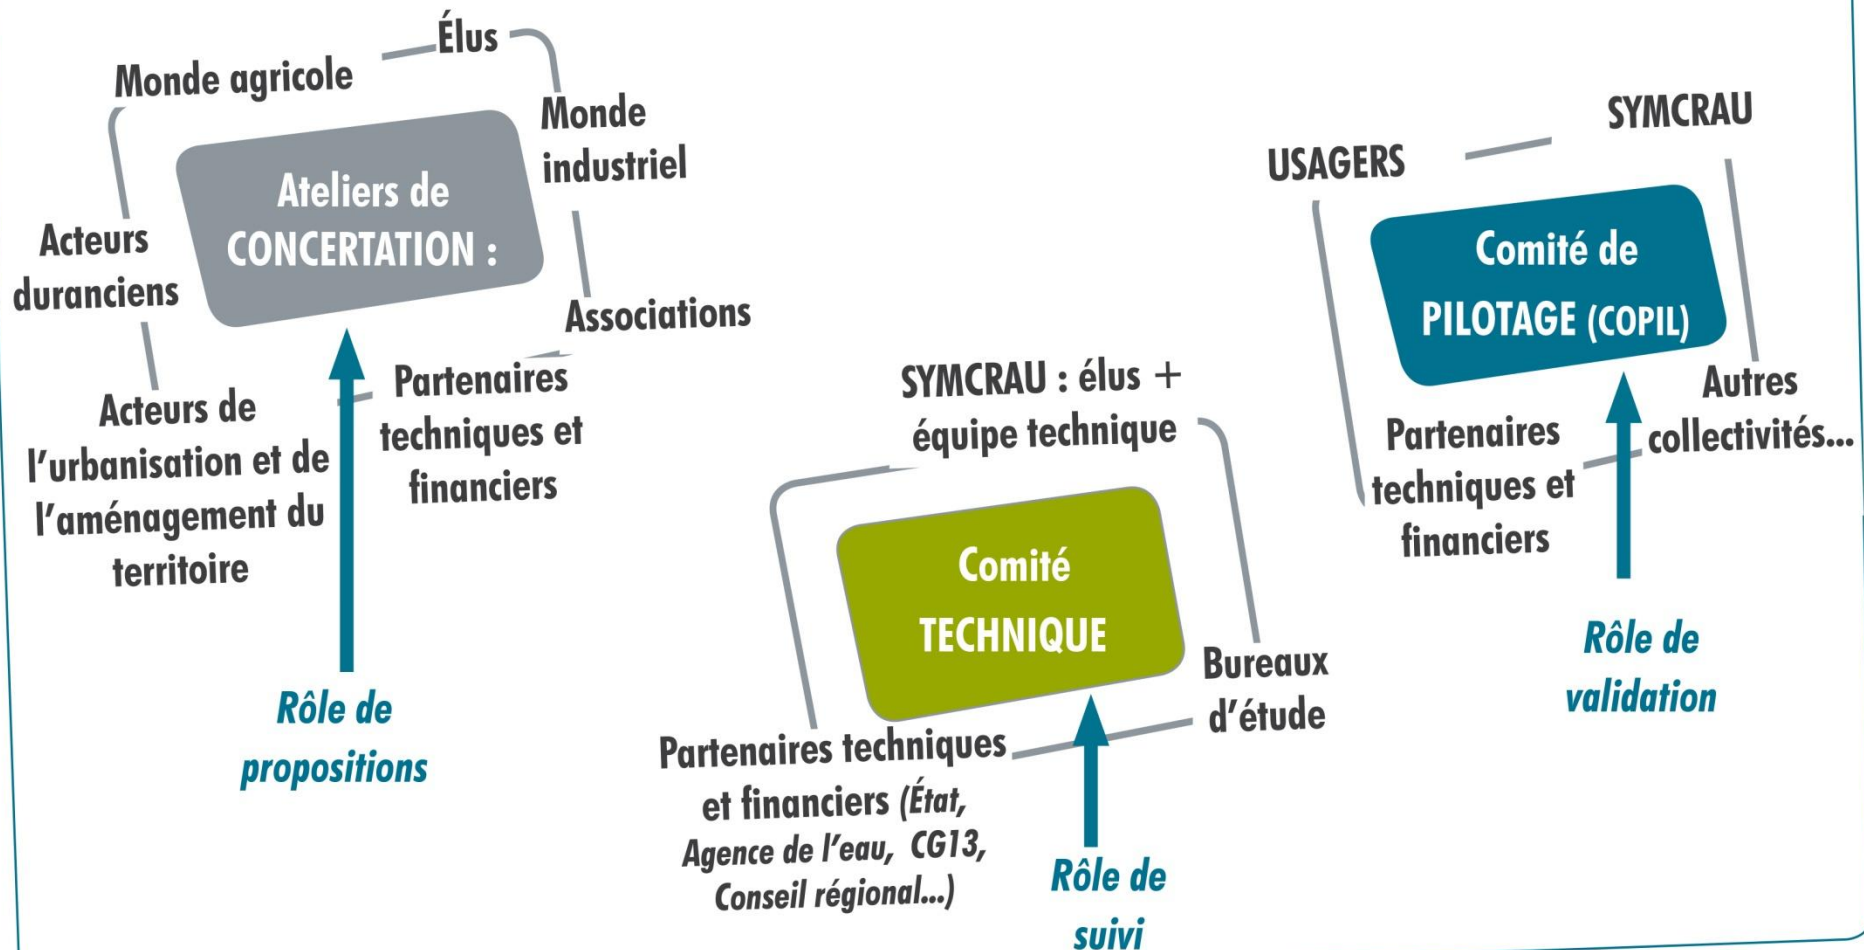 Élus
Monde agricole
Monde
industriel
Ateliers de
CONCERTATION :
Acteurs
duranciens
Associations
Partenaires
techniques et
financiers
Acteurs de
l'urbanisation et de
l'aménagement du
territoire
Rôle de
propositions
SYMCRAU : élus +
équipe technique
Comité
TECHNIQUE
Bureaux
d'étude
Partenaires techniques
et financiers (État,
Agence de l'eau, CG13,
Conseil régional...)
Rôle de
suivi
SYMCRAU
USAGERS
Comité de
PILOTAGE (COPIL)
Autres
collectivités...
Partenaires
techniques et
financiers
Rôle de
validation